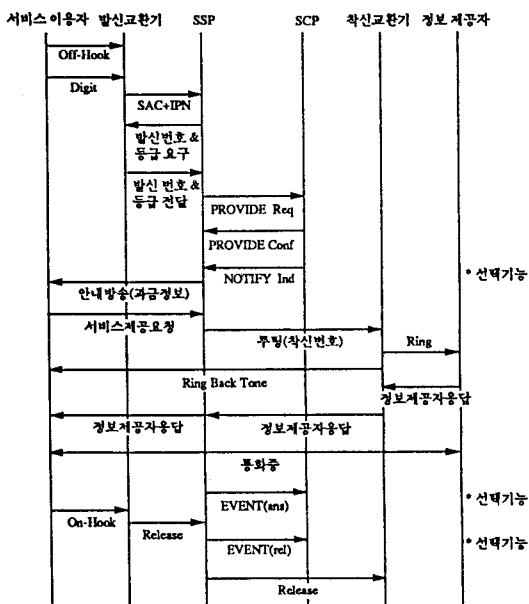 서비스 이용자 발신교환기 SSP SCP 착신교환기 정보 제공자
Off-Hook
Digit
SAC+IPN
발신번호 &
등급 요구
발신 번호 &
등급 전달
PROVIDE Req
PROVIDE Conf
NOTIFY Ind * 선택기능
안내방송(과금정보)
서비스제공요청
루팅(착신번호) Ring
Ring Back Tone
정보제공자응답
정보제공자응답 정보제공자응답
통화중
EVENT(ans) * 선택기능
On-Hook Release
EVENT(rel) * 선택기능
Release